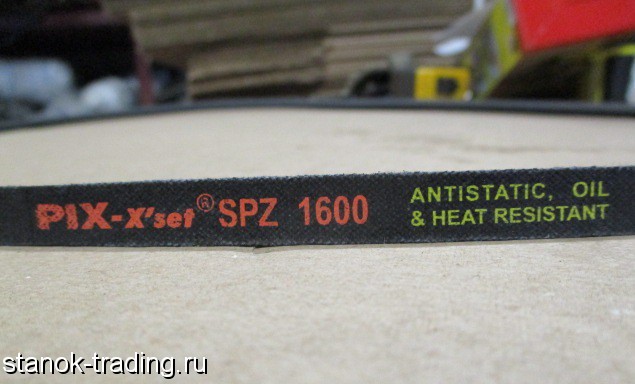 PIX-X'set® SPZ 1600
ANTISTATIC, OIL
& HEAT RESISTANT
stanok-trading.ru